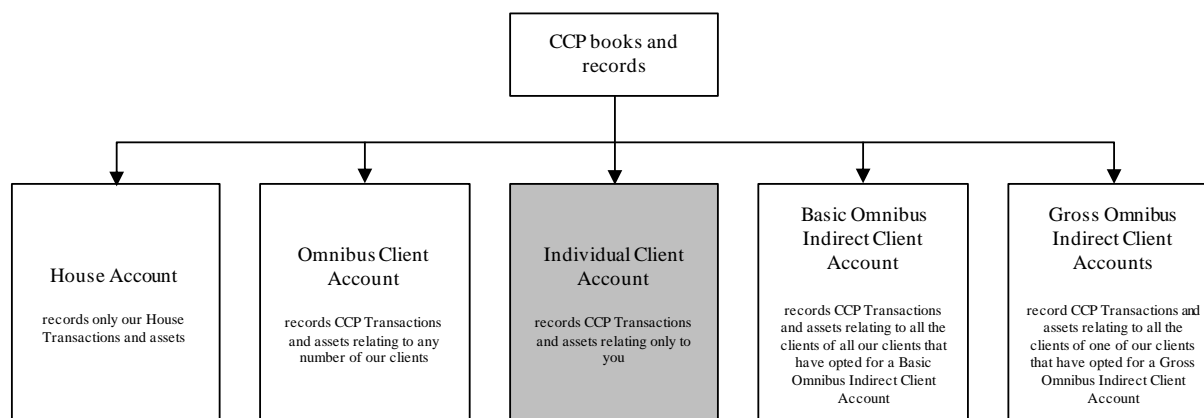 CCP books and
records
House Account
records only our House
Transactions and assets
Omnibus Client
Account
records CCP Transactions
and assets relating to any
number of our clients
Individual Client
Account
records CCP Transactions
and assets relating only to
you
Basic Omnibus
Indirect Client
Account
records CCP Transactions
and assets relating to all the
clients of all our clients that
have opted for a Basic
Omnibus Indirect Client
Account
Gross Omnibus
Indirect Client
Accounts
record CCP Transactions and
assets relating to all the
clients of one of our clients
that have opted for a Gross
Omnibus Indirect Client
Account